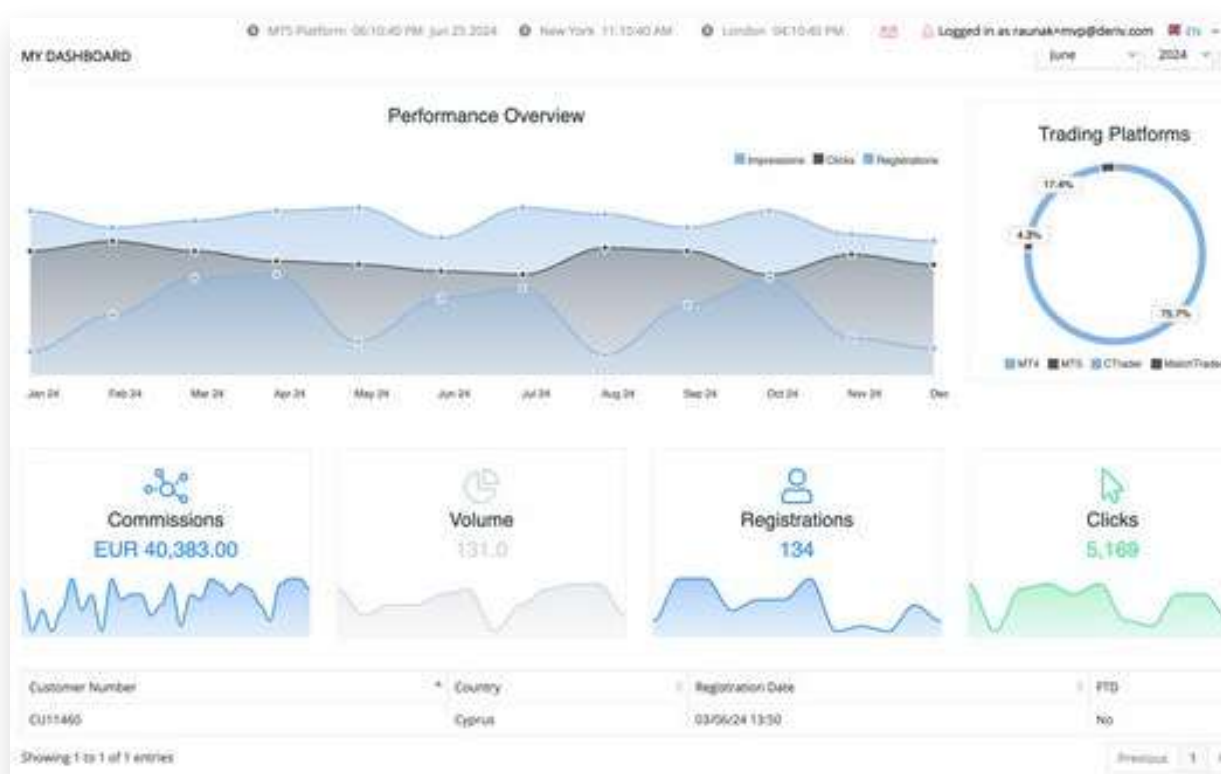 MT5 Platform: 06:10:40 PM Jun 25 2024 New York 11:10:40 AM London 04:10:40 PM Logged in as raunak+mvp@deriv.com EN
MY DASHBOARD
June 2024
Performance Overview
Impressions Clicks Registrations
Jan 24 Feb 24 Mar 24 Apr 24 May 24 Jun 24 Jul 24 Aug 24 Sep 24 Oct 24 Nov 24 Dec
Trading Platforms
17.4%
4.3%
75.7%
MT4 MT5 CTrader
Commissions
EUR 40,383.00
Volume
131.0
Registrations
134
Clicks
5,169
Customer Number Country Registration Date FTD
CU11460 Cyprus 03/06/24 13:50 No
Showing 1 to 1 of 1 entries
Previous 1